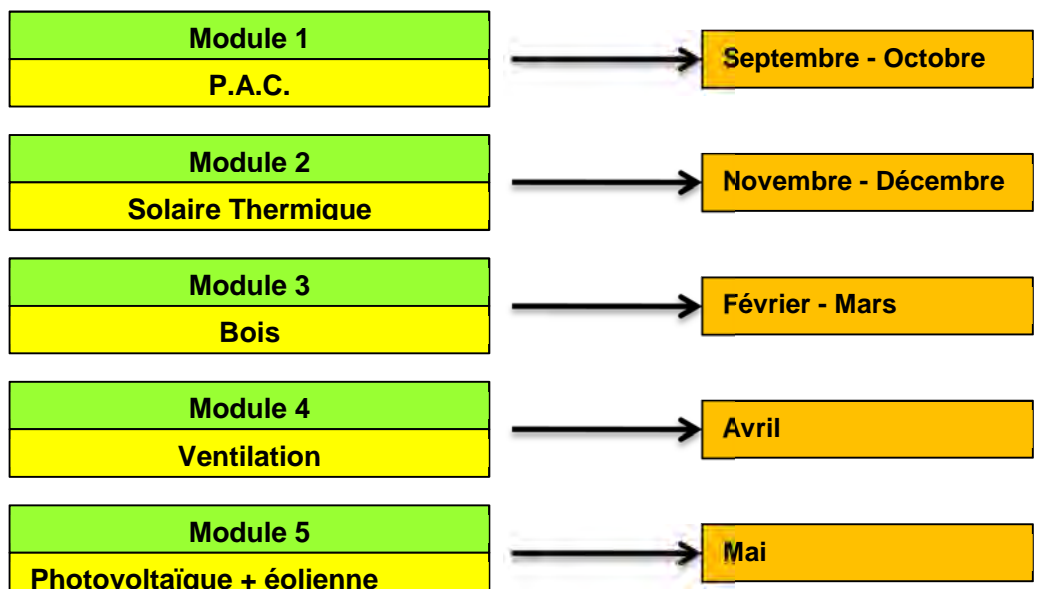 Module 1
P.A.C.
Septembre - Octobre
Module 2
Solaire Thermique
Novembre - Décembre
Module 3
Bois
Février - Mars
Module 4
Ventilation
Avril
Module 5
Photovoltaïque + éolienne
Mai